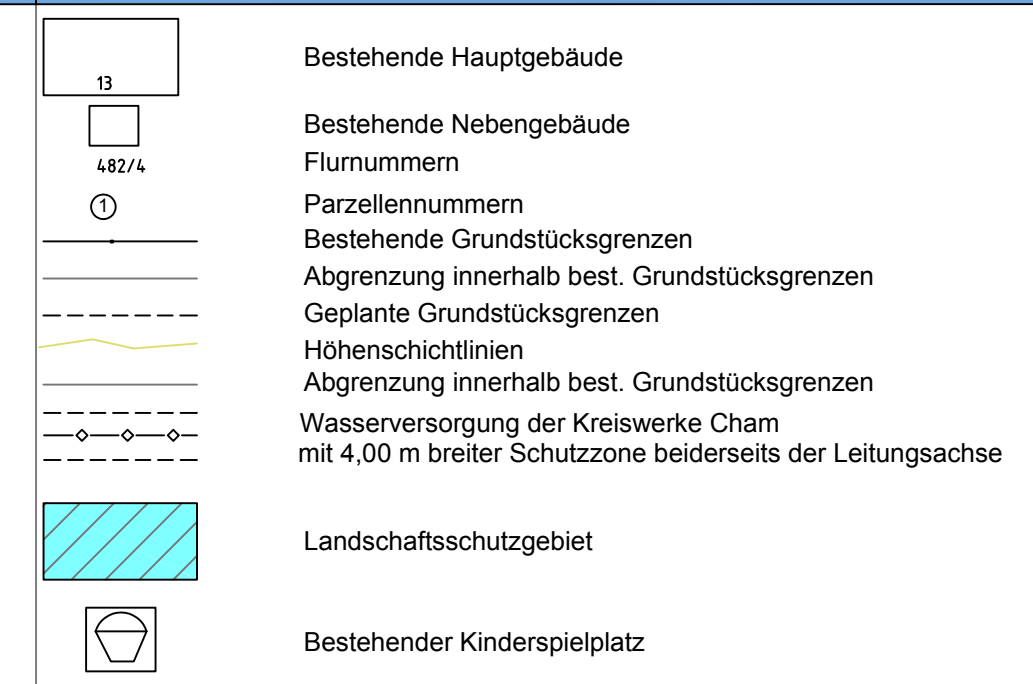 13
Bestehende Hauptgebäude
Bestehende Nebengebäude
482/4 Flurnummern
1 Parzellennummern
Bestehende Grundstücksgrenzen
Abgrenzung innerhalb best. Grundstücksgrenzen
Geplante Grundstücksgrenzen
Höhenschichtlinien
Abgrenzung innerhalb best. Grundstücksgrenzen
Wasserversorgung der Kreiswerke Cham
mit 4,00 m breiter Schutzzone beiderseits der Leitungsachse
Landschaftsschutzgebiet
Bestehender Kinderspielplatz